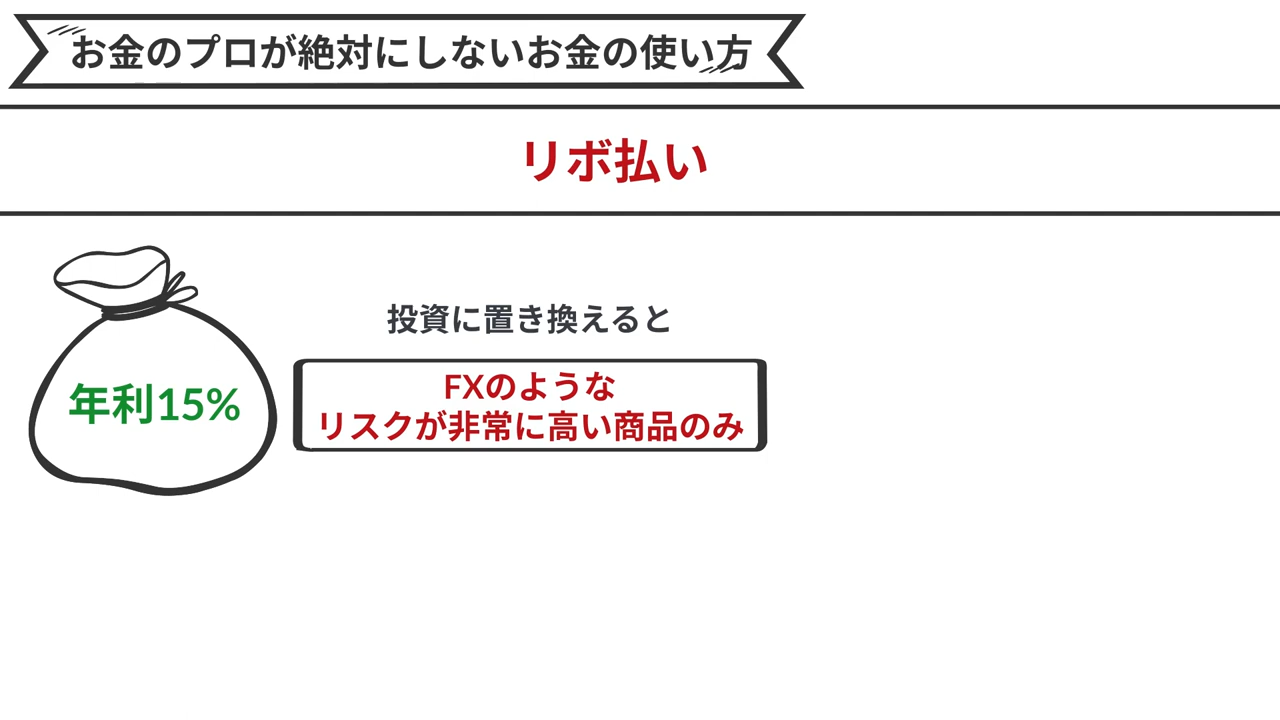 お金のプロが絶対にしないお金の使い方
リボ払い
投資に置き換えると
年利15%
FXのような
リスクが非常に高い商品のみ